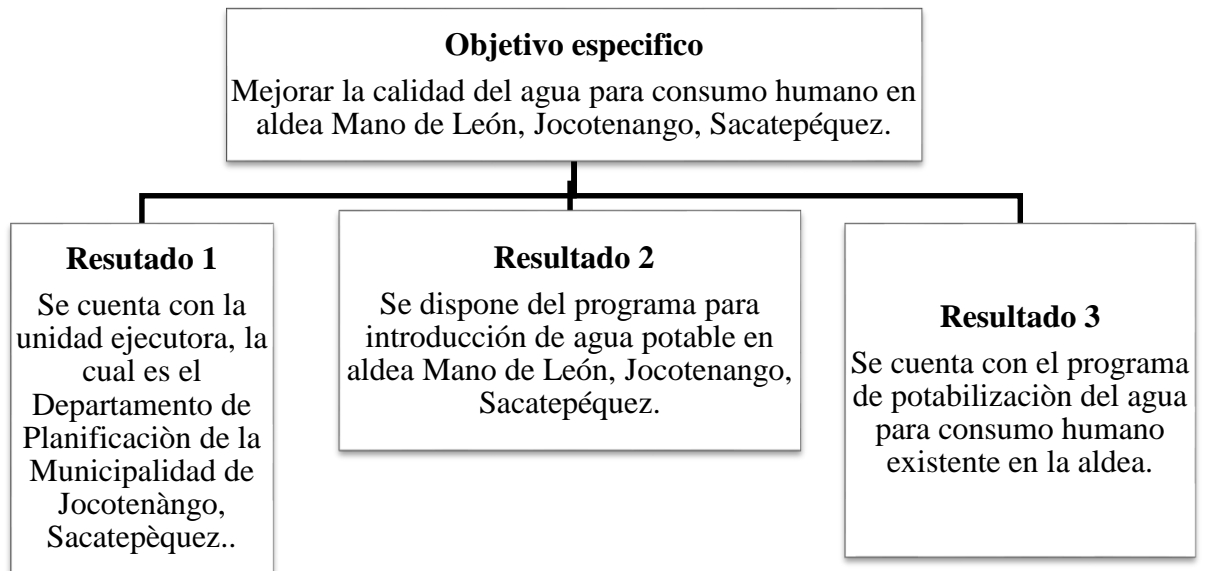 Objetivo especifico
Mejorar la calidad del agua para consumo humano en
aldea Mano de León, Jocotenango, Sacatepéquez.
Resutado 1
Se cuenta con la
unidad ejecutora, la
cual es el
Departamento de
Planificaciòn de la
Municipalidad de
Jocotenàngo,
Sacatepèquez..
Resultado 2
Se dispone del programa para
introducción de agua potable en
aldea Mano de León, Jocotenango,
Sacatepéquez.
Resultado 3
Se cuenta con el programa
de potabilizaciòn del agua
para consumo humano
existente en la aldea.